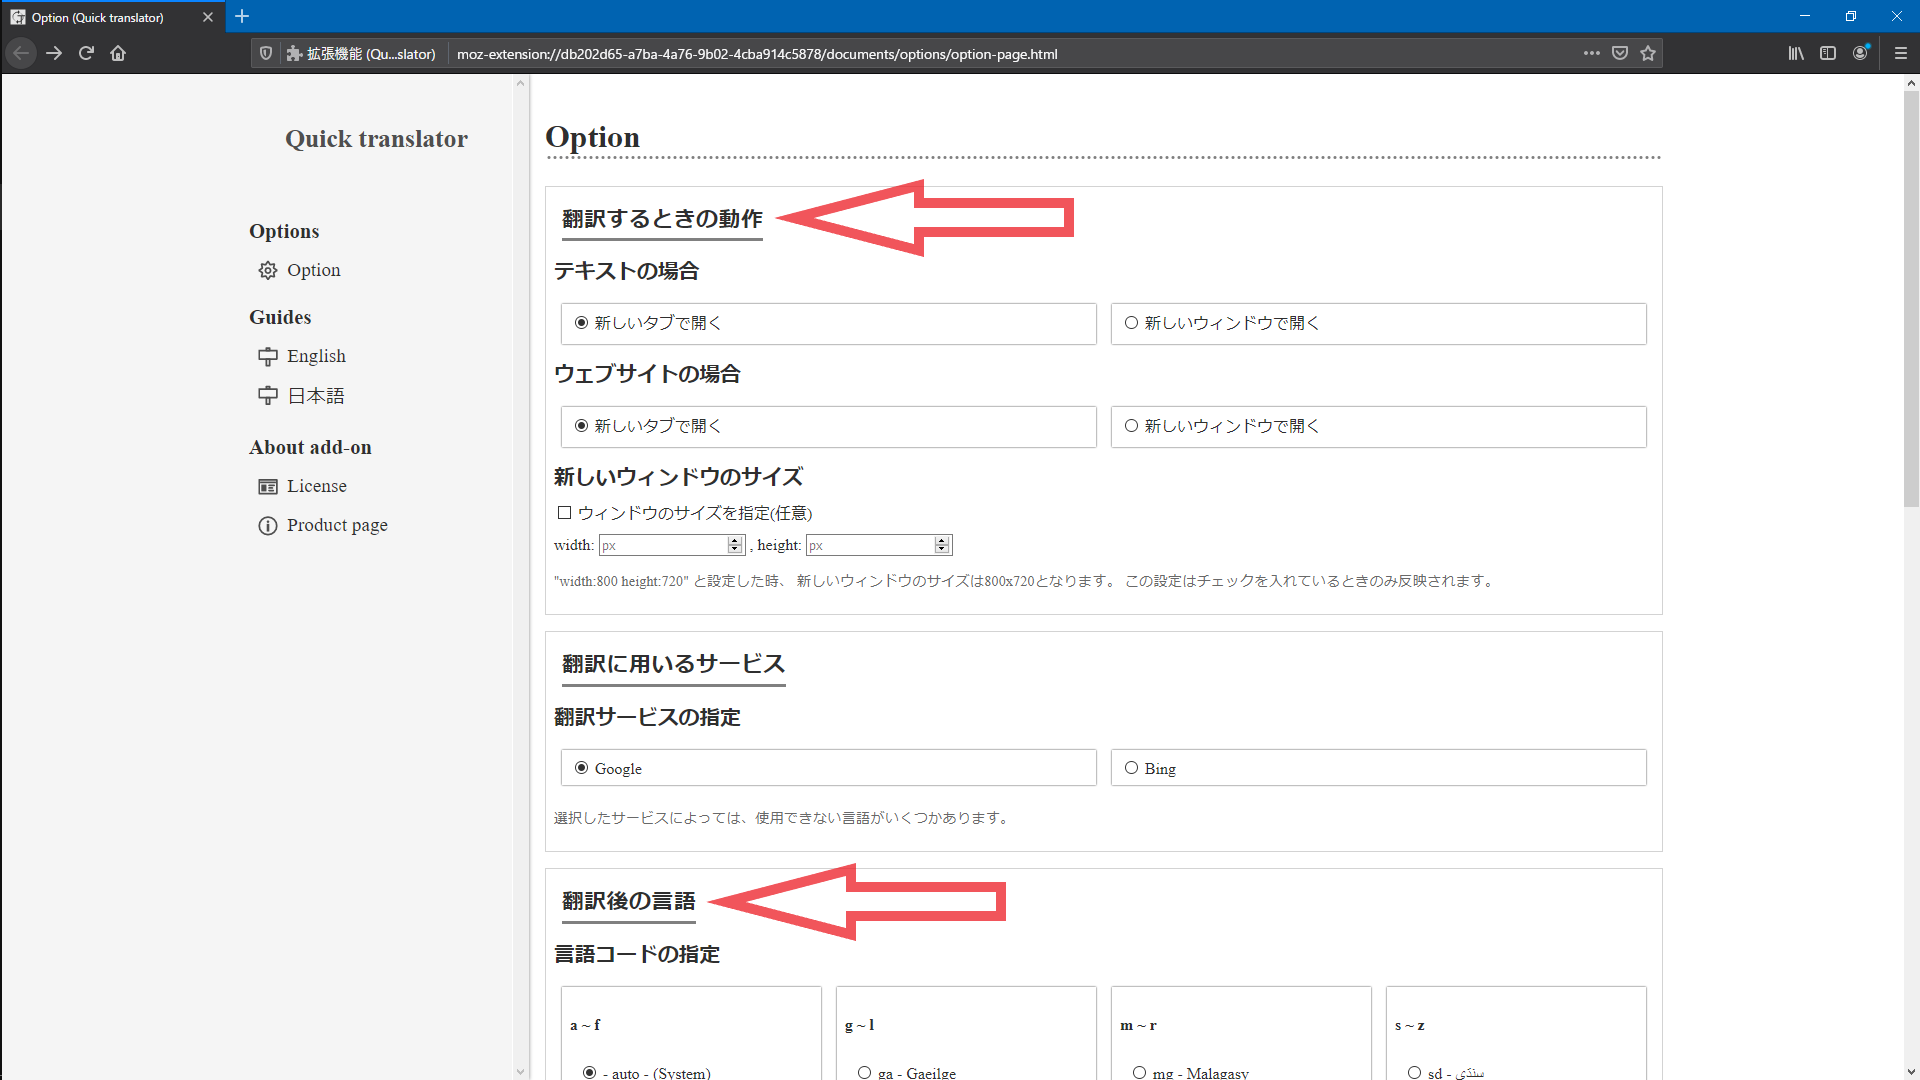 Option (Quick translator)
拡張機能 (Qu...slator)
moz-extension://db202d65-a7ba-4a76-9b02-4cba914c5878/documents/options/option-page.html
Quick translator
Options
Option
Guides
English
日本語
About add-on
License
Product page
Option
翻訳するときの動作
テキストの場合
新しいタブで開く
新しいウィンドウで開く
ウェブサイトの場合
新しいタブで開く
新しいウィンドウで開く
新しいウィンドウのサイズ
ウィンドウのサイズを指定(任意)
width: px , height: px
"width:800 height:720" と設定した時、 新しいウィンドウのサイズは800x720となります。 この設定はチェックを入れているときのみ反映されます。
翻訳に用いるサービス
翻訳サービスの指定
Google
Bing
選択したサービスによっては、使用できない言語がいくつかあります。
翻訳後の言語
言語コードの指定
a ~ f
- auto - (System)
g ~ l
ga - Gaeilge
m ~ r
mg - Malagasy
s ~ z
sd - سنڌي